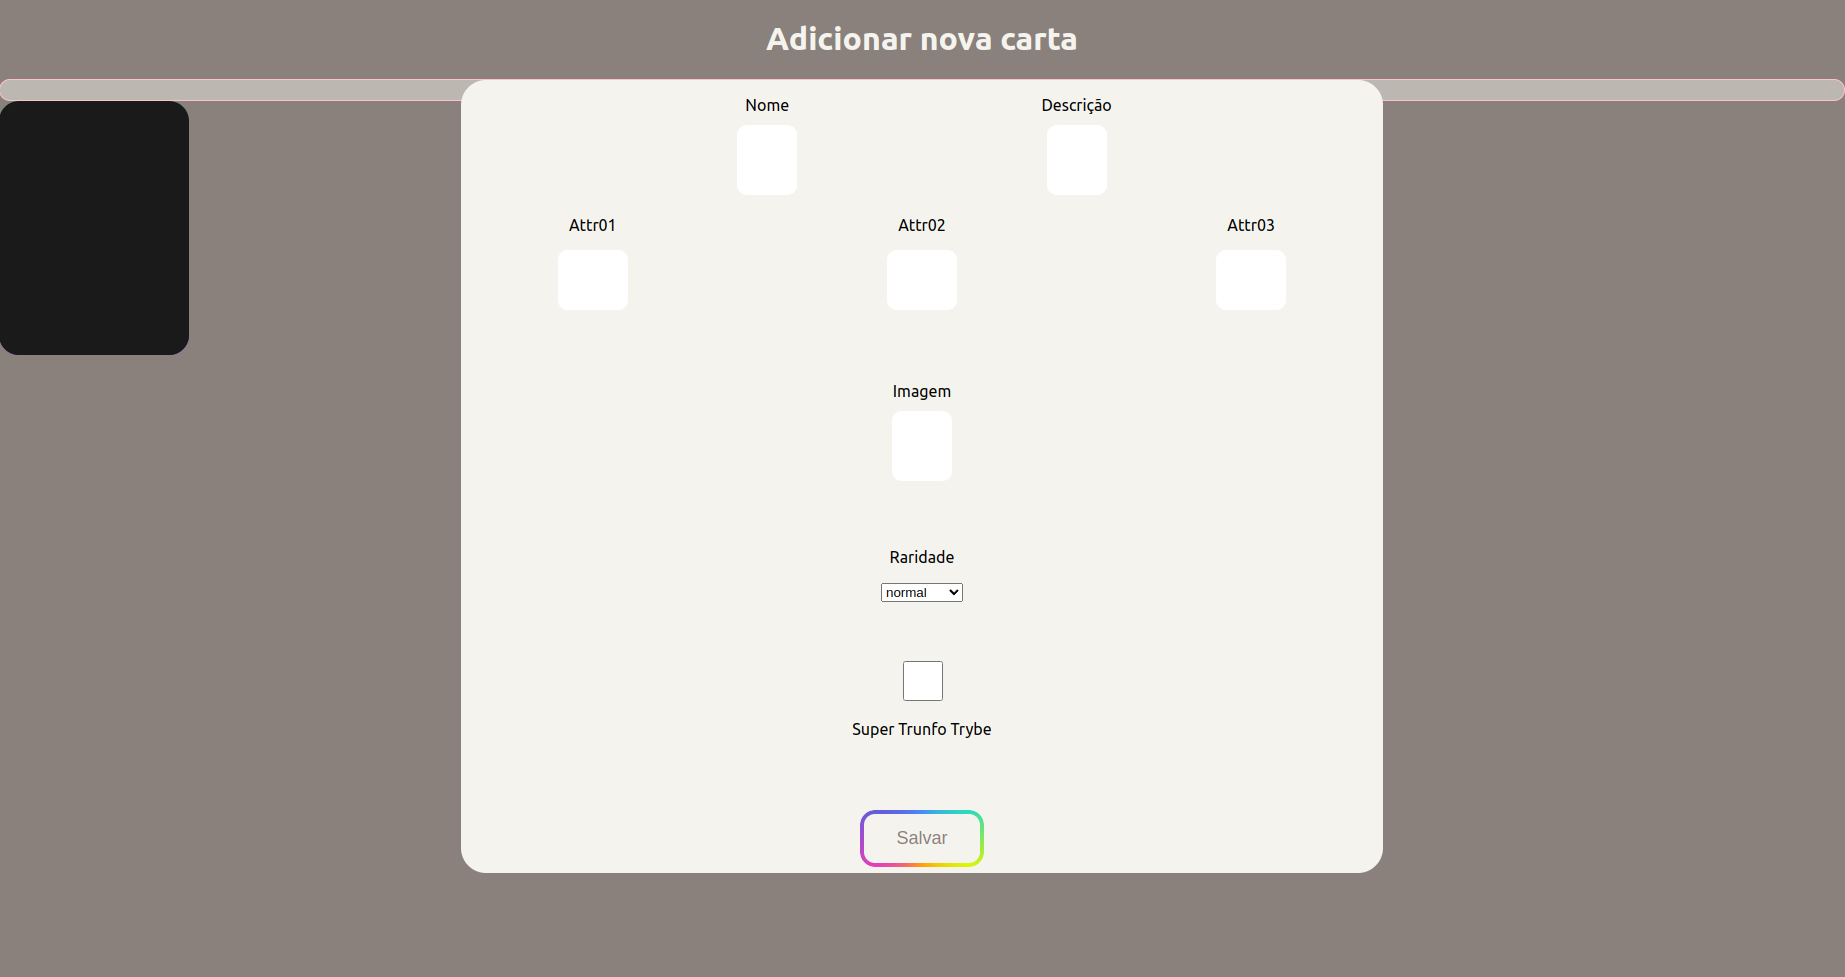 Adicionar nova carta
Nome
Descrição
Attr01
Attr02
Attr03
Imagem
Raridade
normal
Super Trunfo Trybe
Salvar